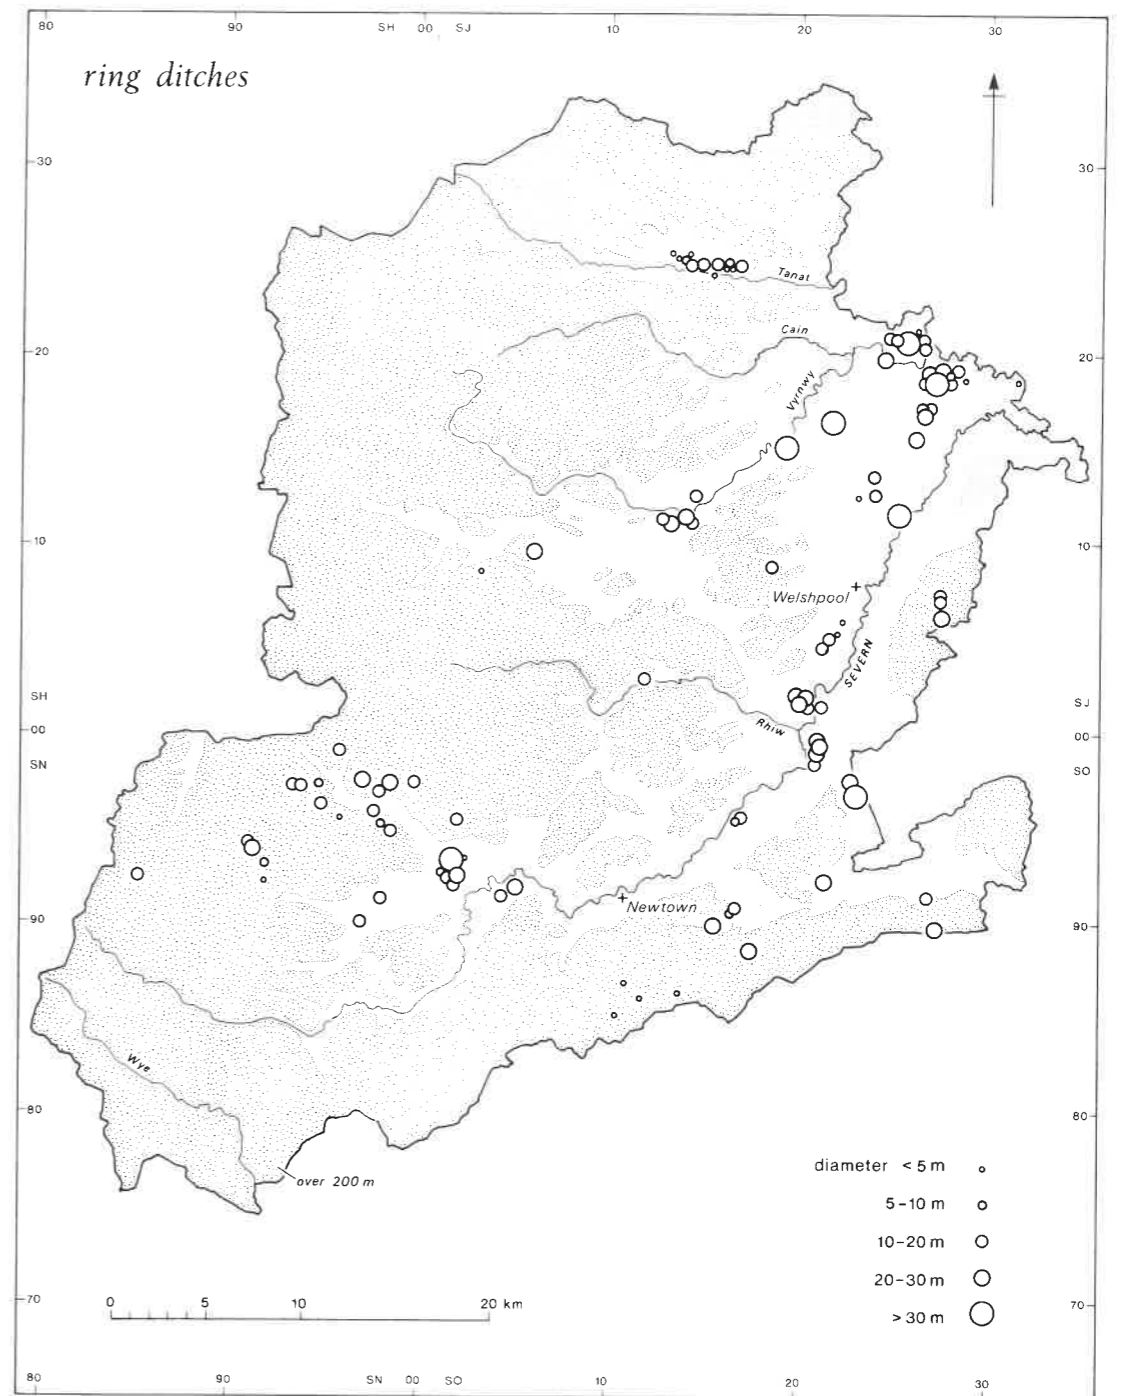 80 90 SH 00 SJ 10 20 30
ring ditches
30 30
Tanat
Cain
20 20
Vyrnwy
10 10
Welshpool
SEVERN
SH SJ
Rhiw
00 00
SN SO
Newtown
90 90
Wye
80 80
over 200 m
diameter < 5 m
5-10 m
10-20 m
20-30 m
> 30 m
0 5 10 20 km
70 70
80 90 SN 00 SO 10 20 30